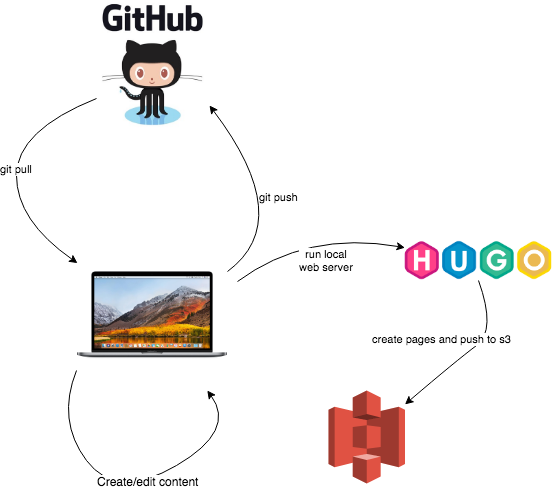 GitHub
git pull
git push
run local
web server
HUGO
create pages and push to s3
Create/edit content